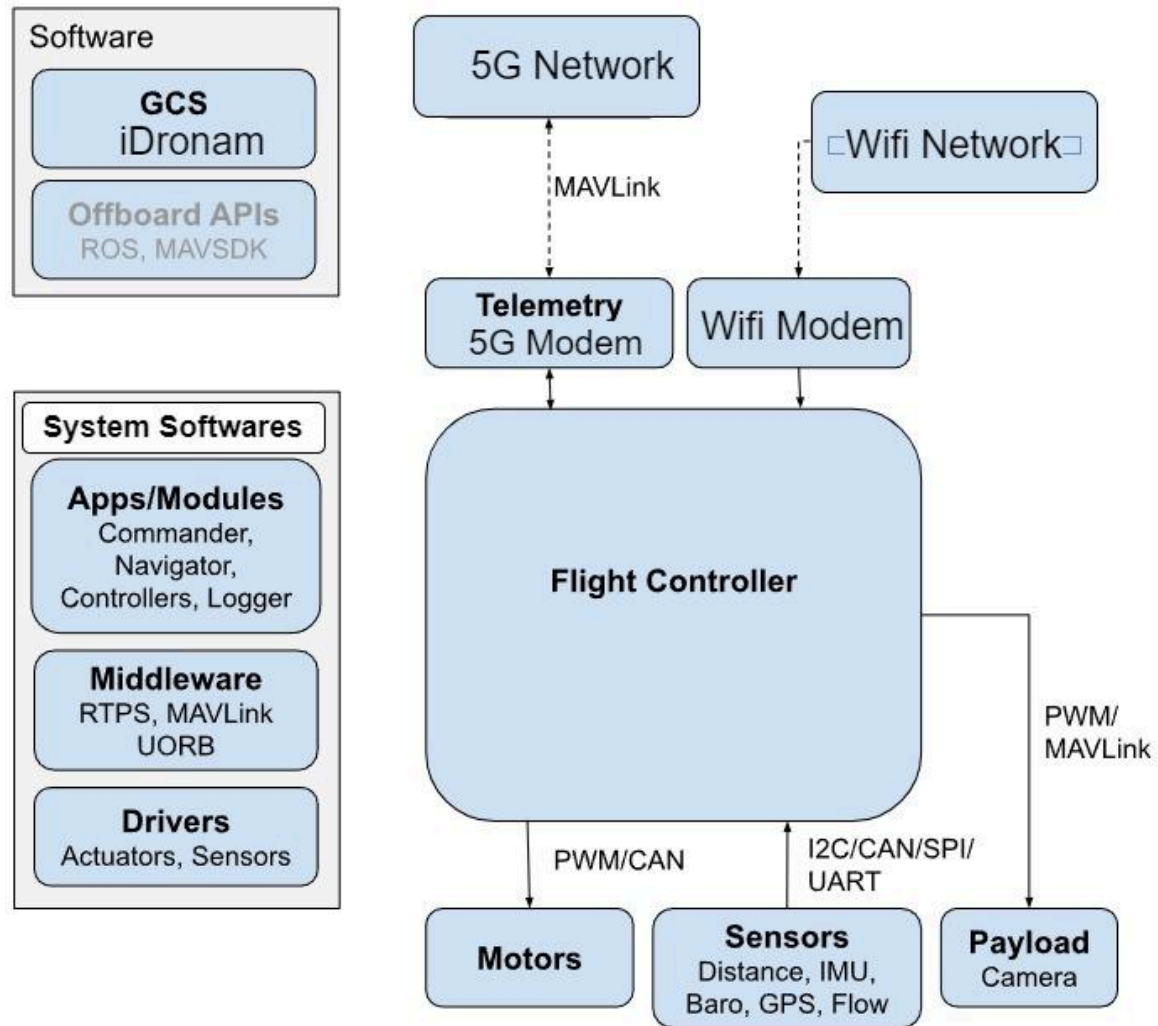 Software
GCS
iDronam
Offboard APIs
ROS, MAVSDK
System Softwares
Apps/Modules
Commander,
Navigator,
Controllers, Logger
Middleware
RTPS, MAVLink
UORB
Drivers
Actuators, Sensors
5G Network
Wifi Network
MAVLink
Telemetry
5G Modem
Wifi Modem
Flight Controller
PWM/
MAVLink
PWM/CAN
I2C/CAN/SPI/
UART
Motors
Sensors
Distance, IMU,
Baro, GPS, Flow
Payload
Camera